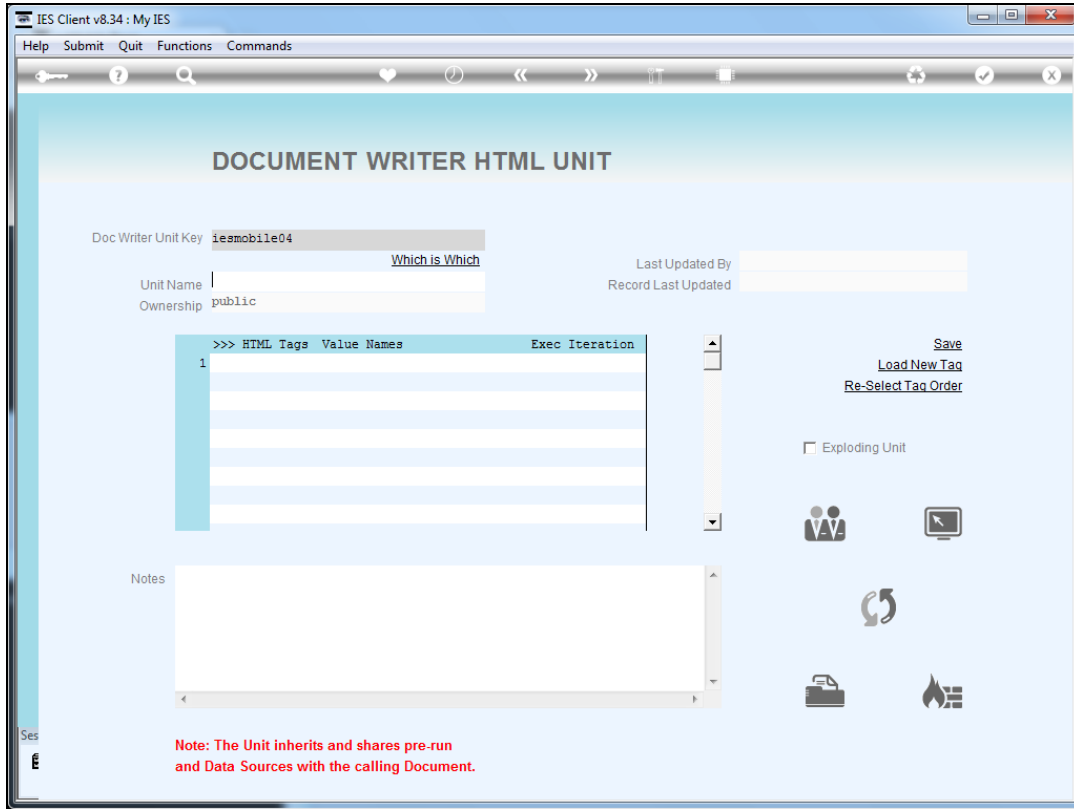 IES Client v8.34 : My IES
Help Submit Quit Functions Commands
DOCUMENT WRITER HTML UNIT
Doc Writer Unit Key iesmobile04
Which is Which
Last Updated By
Unit Name
Record Last Updated
Ownership public
>>> HTML Tags Value Names Exec Iteration
1
Save
Load New Tag
Re-Select Tag Order
Exploding Unit
Notes
Ses
Note: The Unit inherits and shares pre-run
and Data Sources with the calling Document.